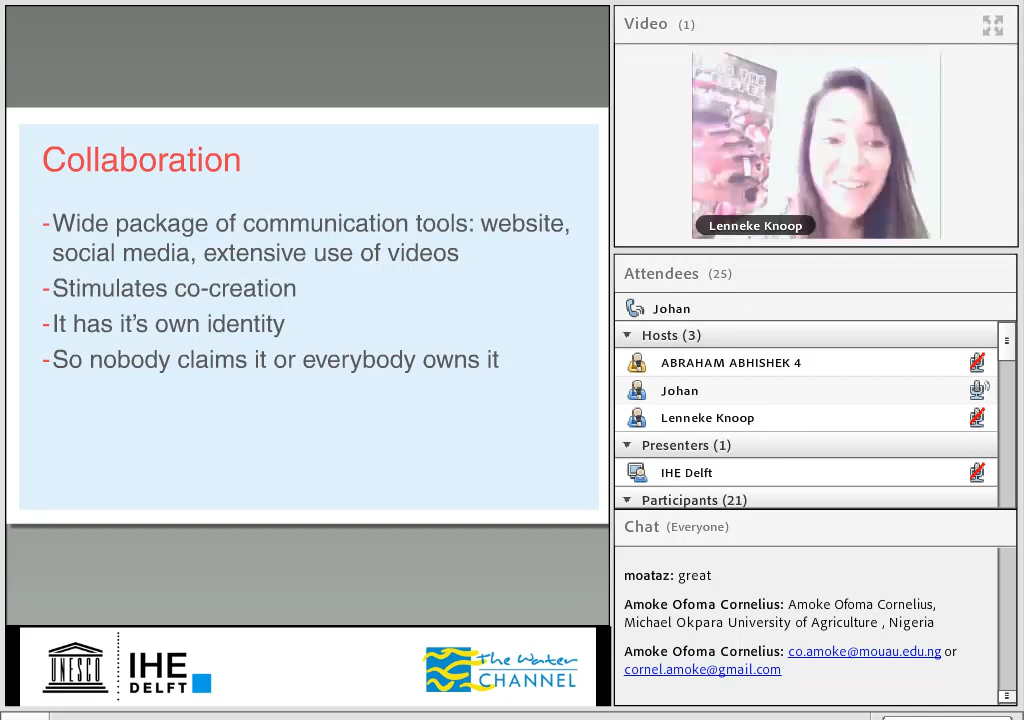 Collaboration
-Wide package of communication tools: website,
social media, extensive use of videos
-Stimulates co-creation
-It has it's own identity
-So nobody claims it or everybody owns it
UNESCO
IHE
DELFT
The Water
CHANNEL
Video (1)
Lenneke Knoop
Attendees (25)
Johan
Hosts (3)
ABRAHAM ABHISHEK 4
Johan
Lenneke Knoop
Presenters (1)
IHE Delft
Participants (21)
Chat (Everyone)
moataz: great
Amoke Ofoma Cornelius: Amoke Ofoma Cornelius,
Michael Okpara University of Agriculture , Nigeria
Amoke Ofoma Cornelius: co.amoke@mouau.edu.ng or
cornel.amoke@gmail.com